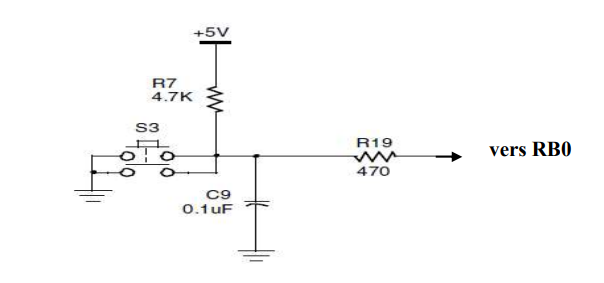 +5V
R7
4.7K
S3
R19
470
vers RB0
C9
0.1uF